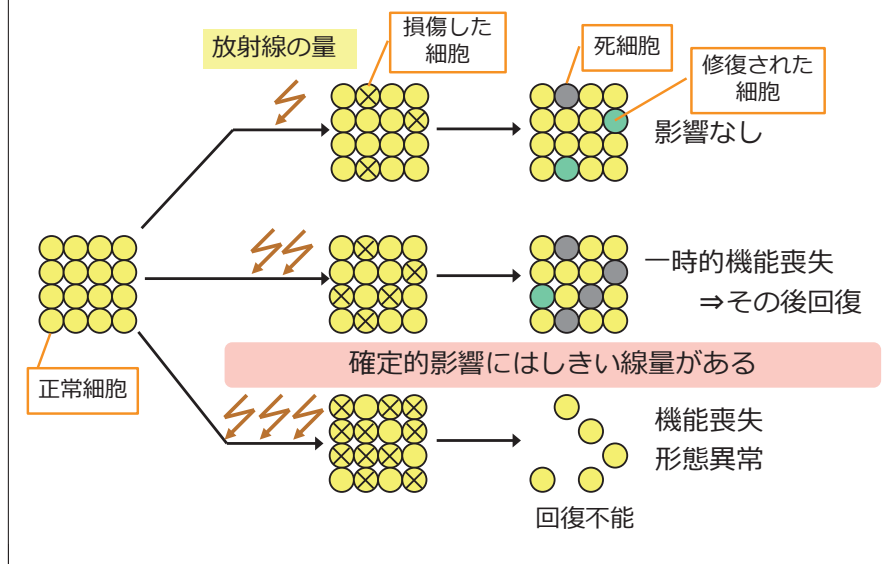 放射線の量
損傷した
細胞
死細胞
修復された
細胞
影響なし
一時的機能喪失
⇒その後回復
正常細胞
確定的影響にはしきい線量がある
機能喪失
形態異常
回復不能